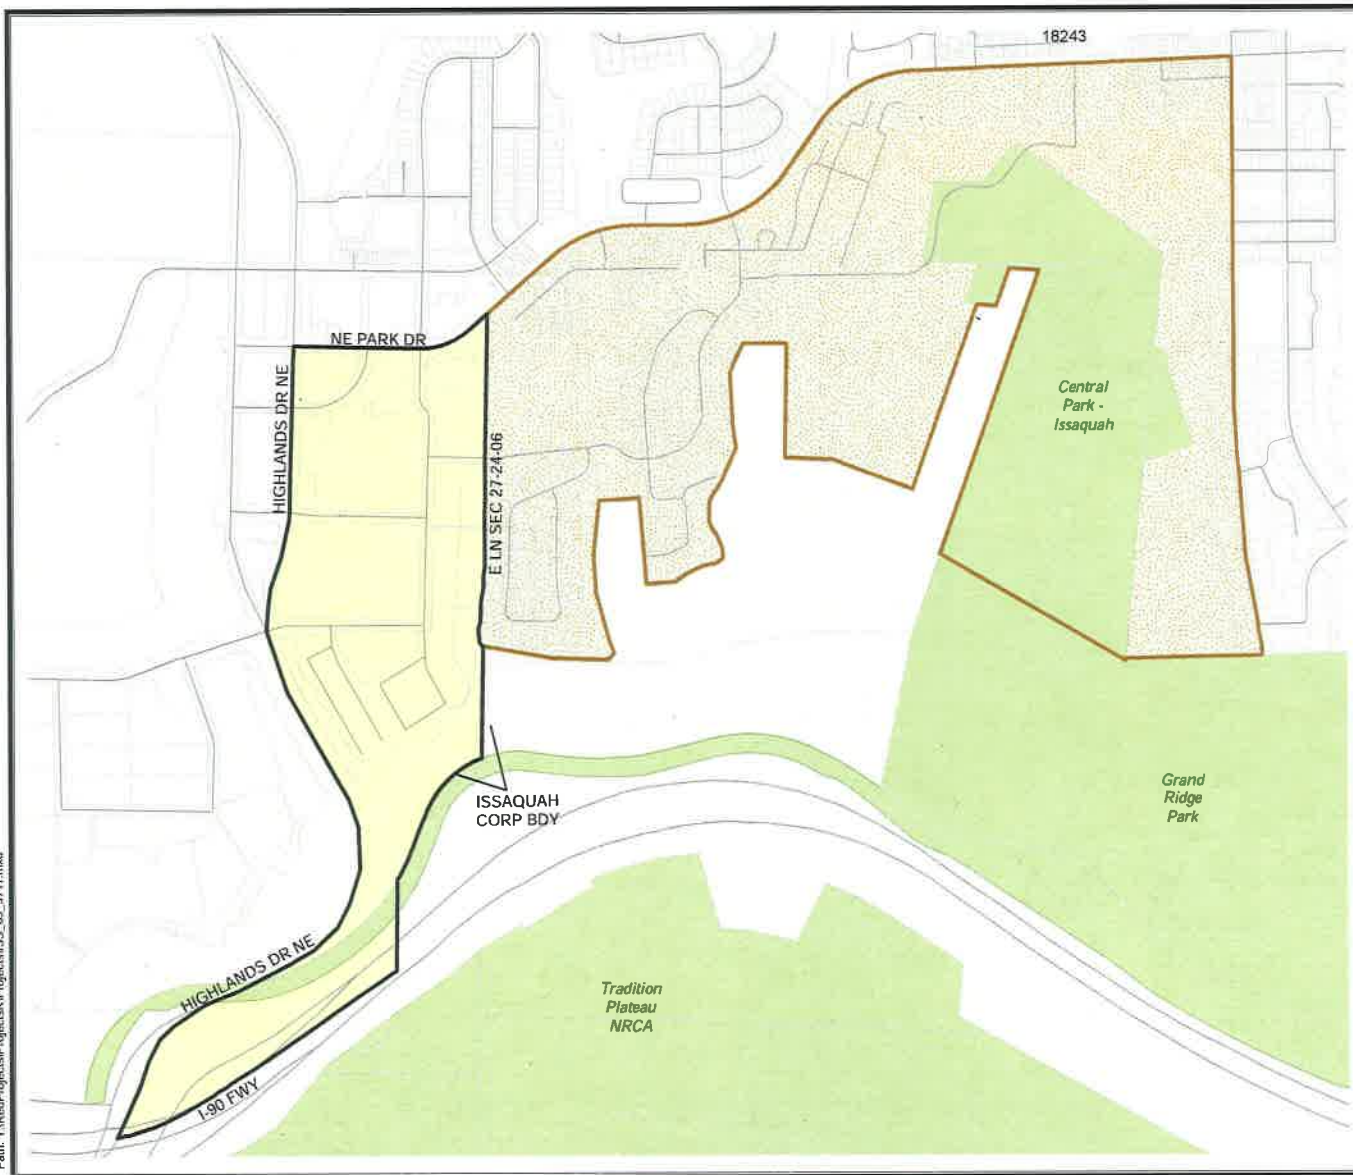 18243
NE PARK DR
HIGHLANDS DR NE
E LN SEC 27-24-06
Central
Park -
Issaquah
ISSAQUAH
CORP BDY
Grand
Ridge
Park
HIGHLANDS DR NE
Tradition
Plateau
NRCA
I-90 FWY